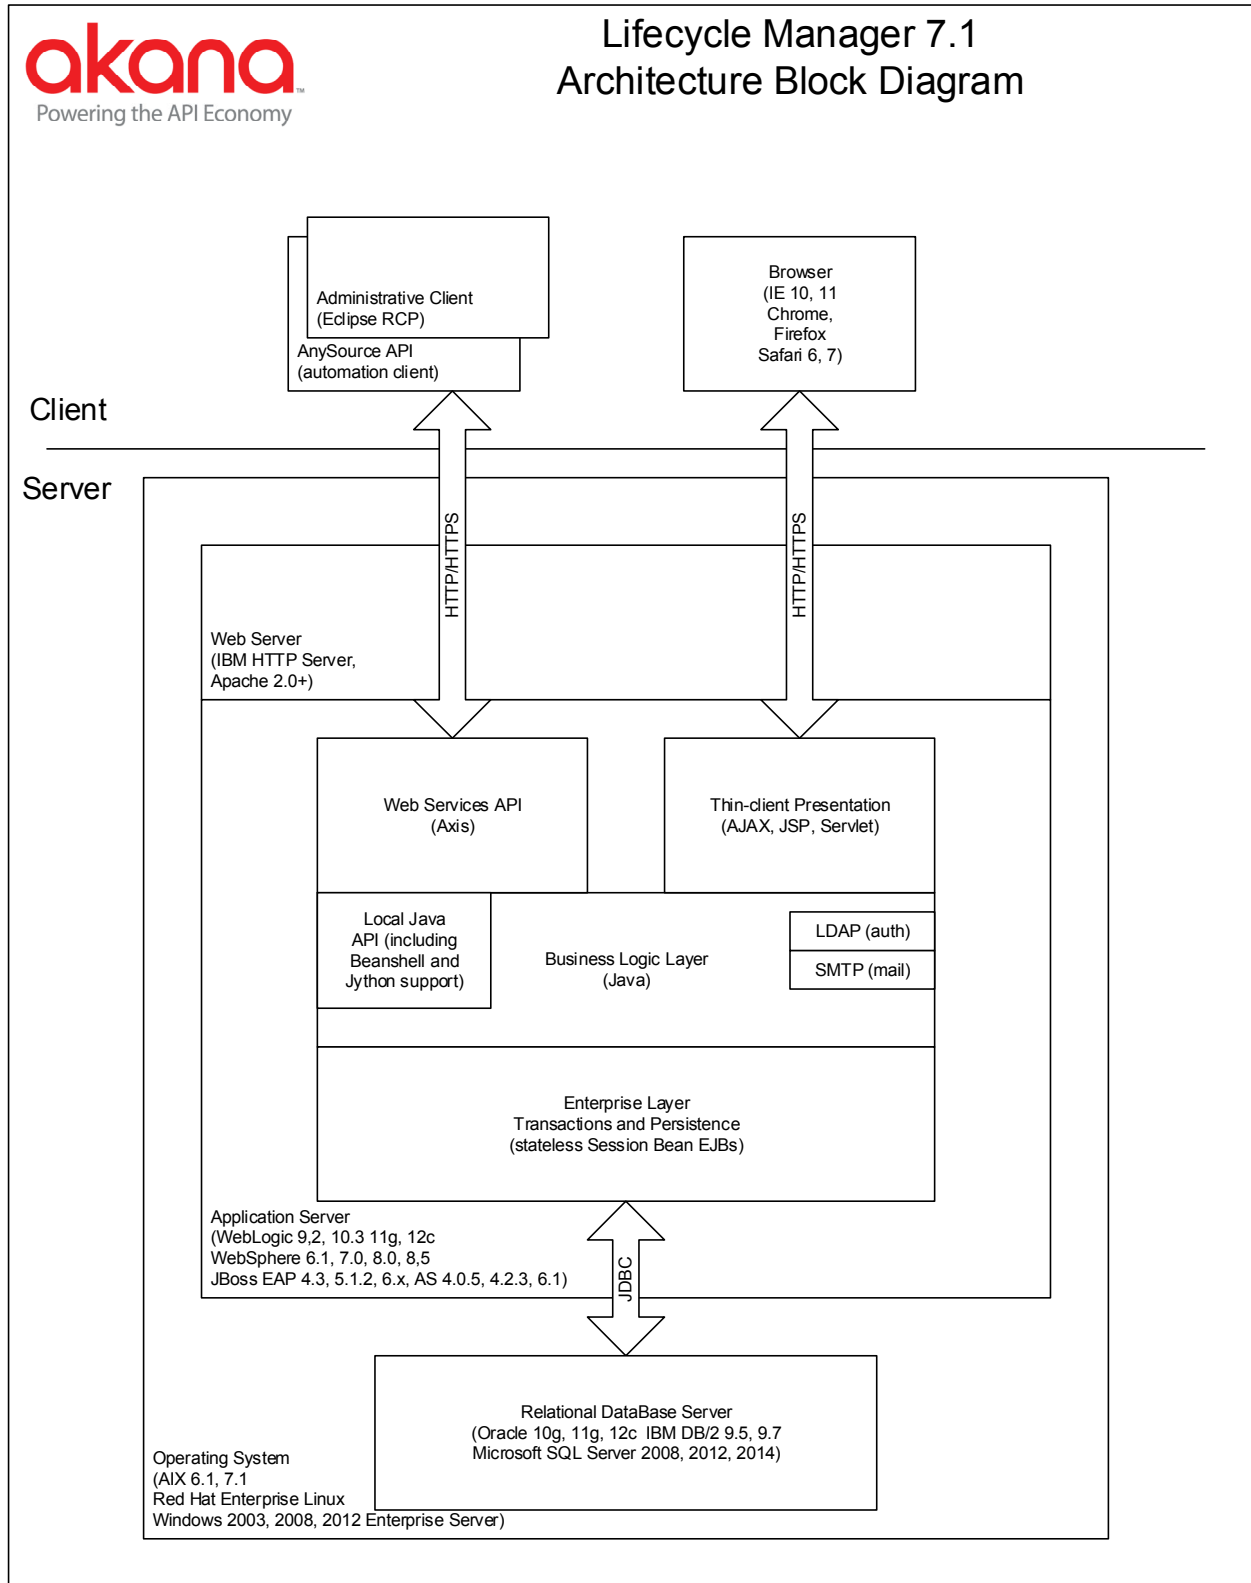 akana™
Powering the API Economy
Lifecycle Manager 7.1
Architecture Block Diagram
Administrative Client
(Eclipse RCP)
AnySource API
(automation client)
Browser
(IE 10, 11
Chrome,
Firefox
Safari 6, 7)
Client
Server
HTTP/HTTPS
HTTP/HTTPS
Web Server
(IBM HTTP Server,
Apache 2.0+)
Web Services API
(Axis)
Thin-client Presentation
(AJAX, JSP, Servlet)
Local Java
API (including
Beanshell and
Jython support)
Business Logic Layer
(Java)
LDAP (auth)
SMTP (mail)
Enterprise Layer
Transactions and Persistence
(stateless Session Bean EJBs)
Application Server
(WebLogic 9,2, 10.3 11g, 12c
WebSphere 6.1, 7.0, 8.0, 8,5
JBoss EAP 4.3, 5.1.2, 6.x, AS 4.0.5, 4.2.3, 6.1)
JDBC
Relational DataBase Server
(Oracle 10g, 11g, 12c IBM DB/2 9.5, 9.7
Microsoft SQL Server 2008, 2012, 2014)
Operating System
(AIX 6.1, 7.1
Red Hat Enterprise Linux
Windows 2003, 2008, 2012 Enterprise Server)